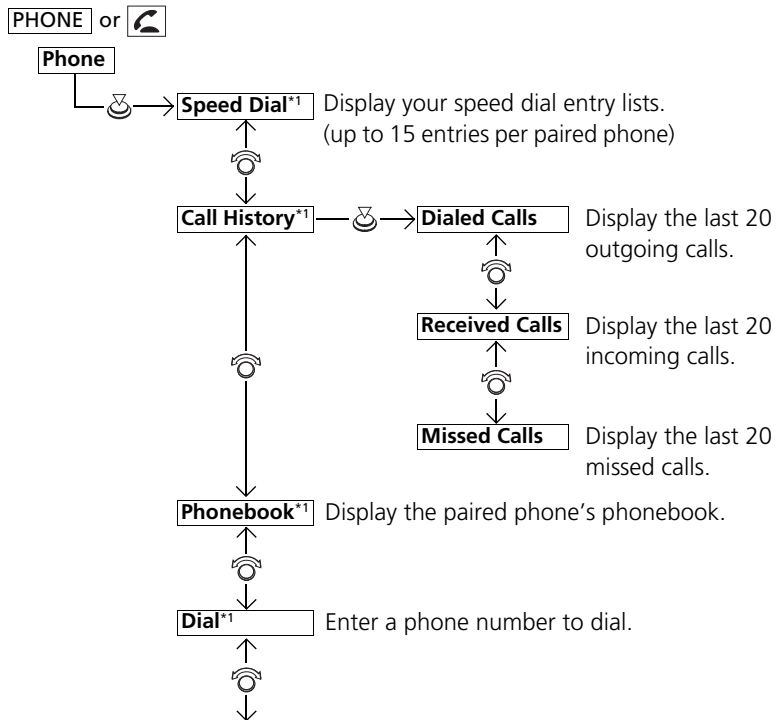 PHONE or
Phone
Speed Dial*1 Display your speed dial entry lists.
(up to 15 entries per paired phone)
Call History*1 Dialed Calls Display the last 20
outgoing calls.
Received Calls Display the last 20
incoming calls.
Missed Calls Display the last 20
missed calls.
Phonebook*1 Display the paired phone’s phonebook.
Dial*1 Enter a phone number to dial.